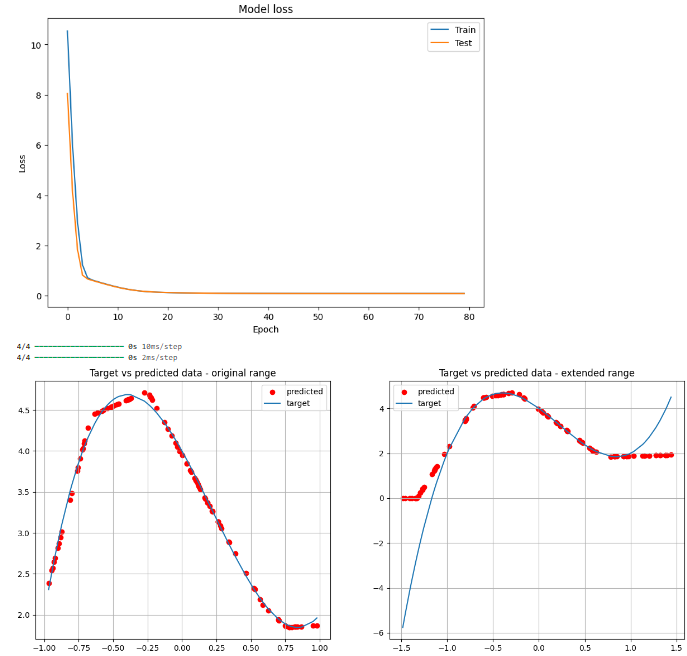 Model loss
Train
Test
10
8
6
4
2
0
Loss
0 10 20 30 40 50 60 70 80
Epoch
4/4 ━━━━━━━━━━━━━━━━━━━━ 0s 10ms/step
4/4 ━━━━━━━━━━━━━━━━━━━━ 0s 2ms/step
Target vs predicted data - original range
predicted
target
4.5
4.0
3.5
3.0
2.5
2.0
−1.00 −0.75 −0.50 −0.25 0.00 0.25 0.50 0.75 1.00
Target vs predicted data - extended range
predicted
target
4
2
0
−2
−4
−6
−1.5 −1.0 −0.5 0.0 0.5 1.0 1.5